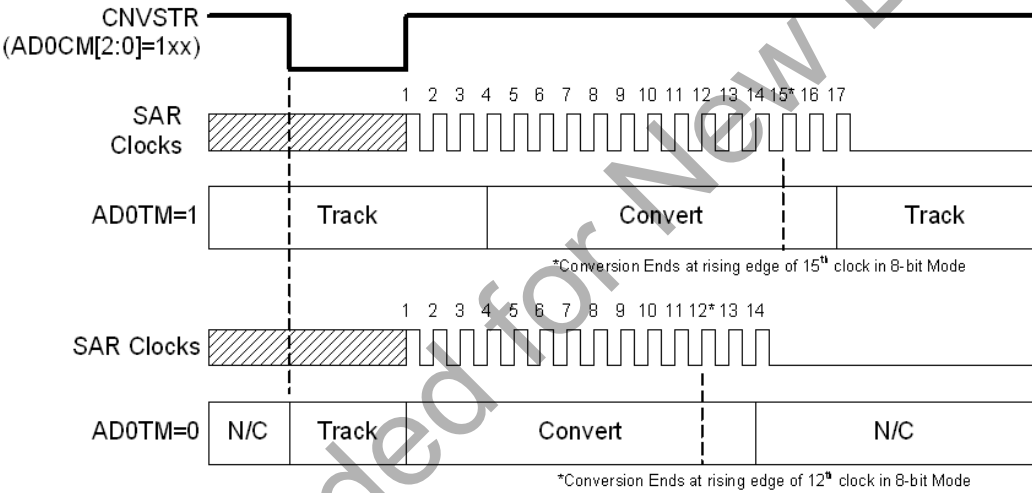 CNVSTR
(AD0CM[2:0]=1xx)
1 2 3 4 5 6 7 8 9 10 11 12 13 14 15* 16 17
SAR
Clocks
AD0TM=1 Track Convert Track
*Conversion Ends at rising edge of 15th clock in 8-bit Mode
1 2 3 4 5 6 7 8 9 10 11 12* 13 14
SAR Clocks
AD0TM=0 N/C Track Convert N/C
*Conversion Ends at rising edge of 12th clock in 8-bit Mode
ded for New